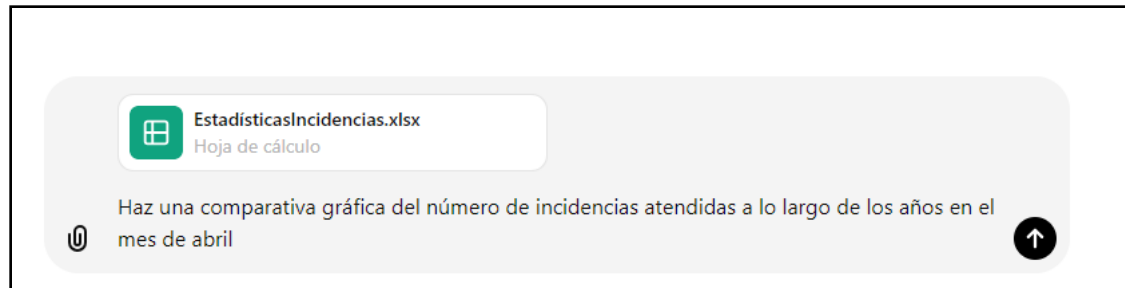 EstadísticasIncidencias.xlsx
Hoja de cálculo
Haz una comparativa gráfica del número de incidencias atendidas a lo largo de los años en el
mes de abril